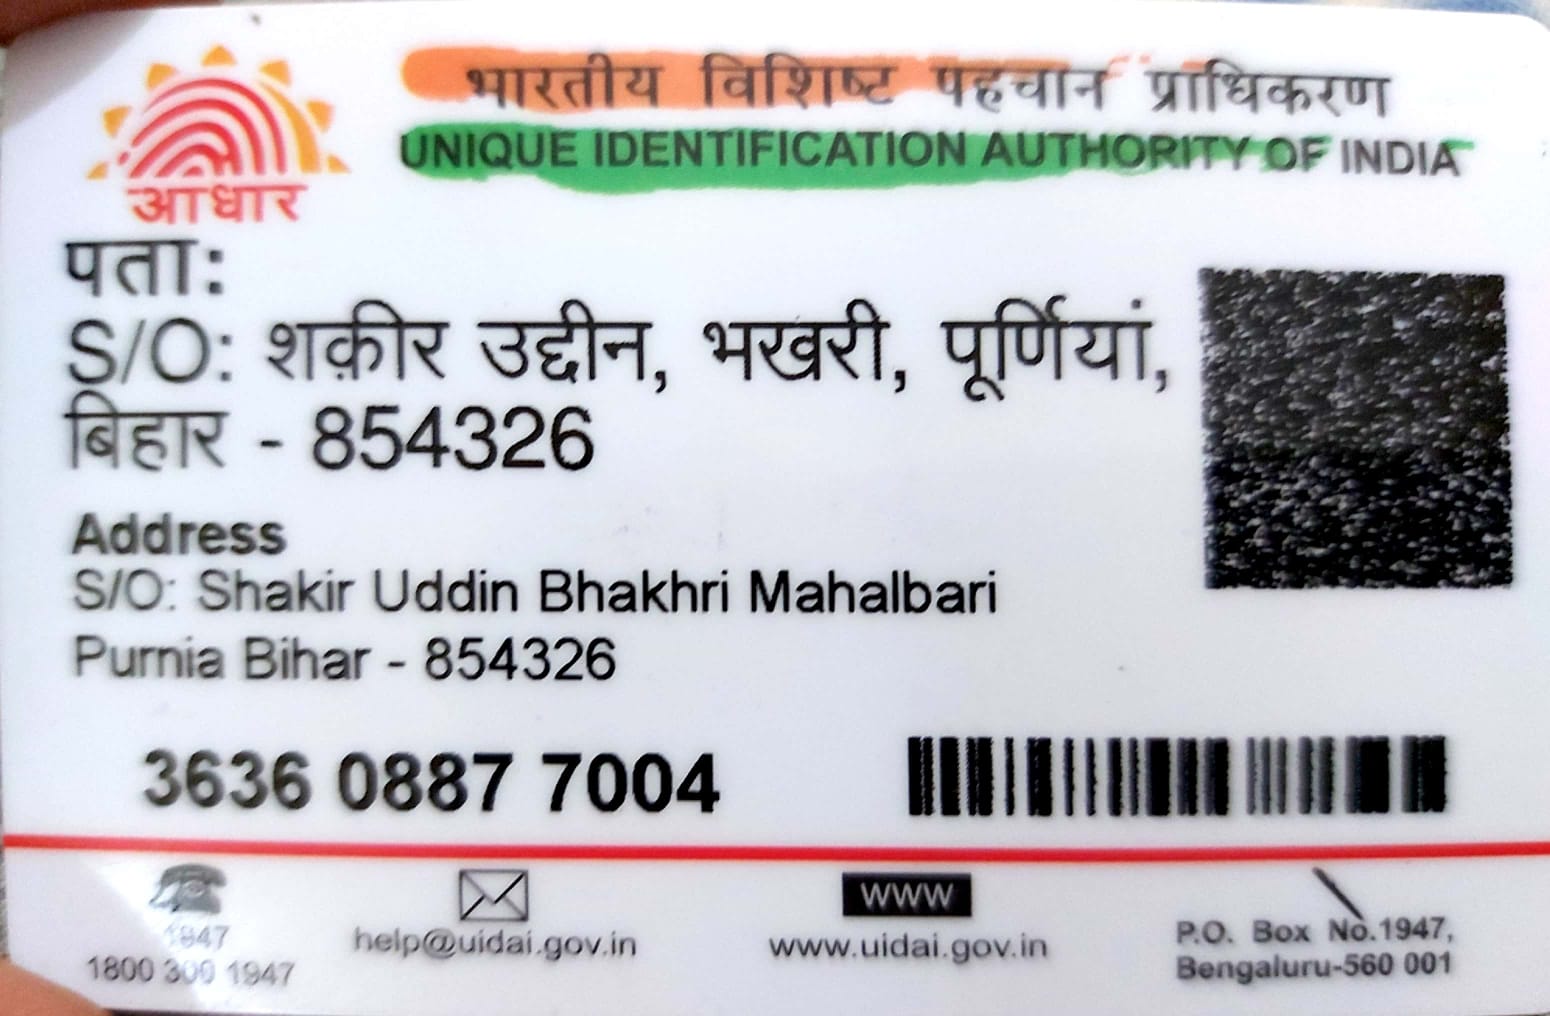 भारतीय विशिष्ट पहचान प्राधिकरण
UNIQUE IDENTIFICATION AUTHORITY OF INDIA
आधार
पता:
S/O: शक़ीर उद्दीन, भखरी, पूर्णियां,
बिहार - 854326
Address
S/O: Shakir Uddin Bhakhri Mahalbari
Purnia Bihar - 854326
3636 0887 7004
1947
1800 300 1947
help@uidai.gov.in
WWW
www.uidai.gov.in
P.O. Box No.1947,
Bengaluru-560 001